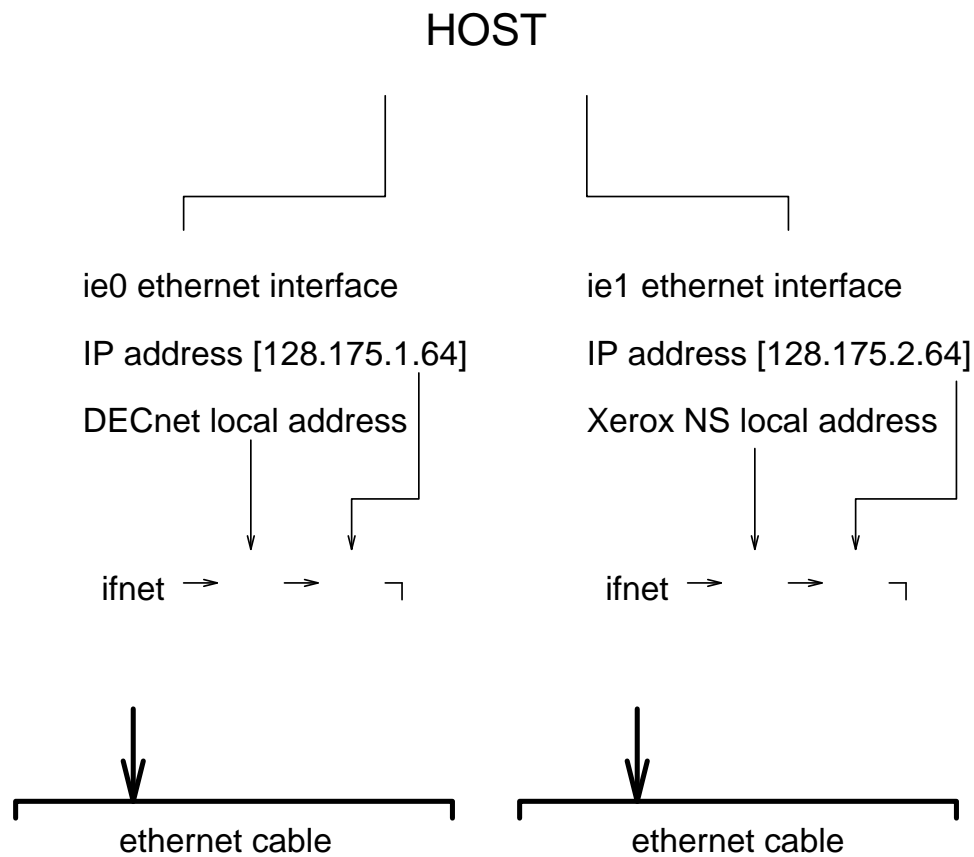 HOST
ie0 ethernet interface
IP address [128.175.1.64]
DECnet local address
ifnet
ethernet cable
ie1 ethernet interface
IP address [128.175.2.64]
Xerox NS local address
ifnet
ethernet cable